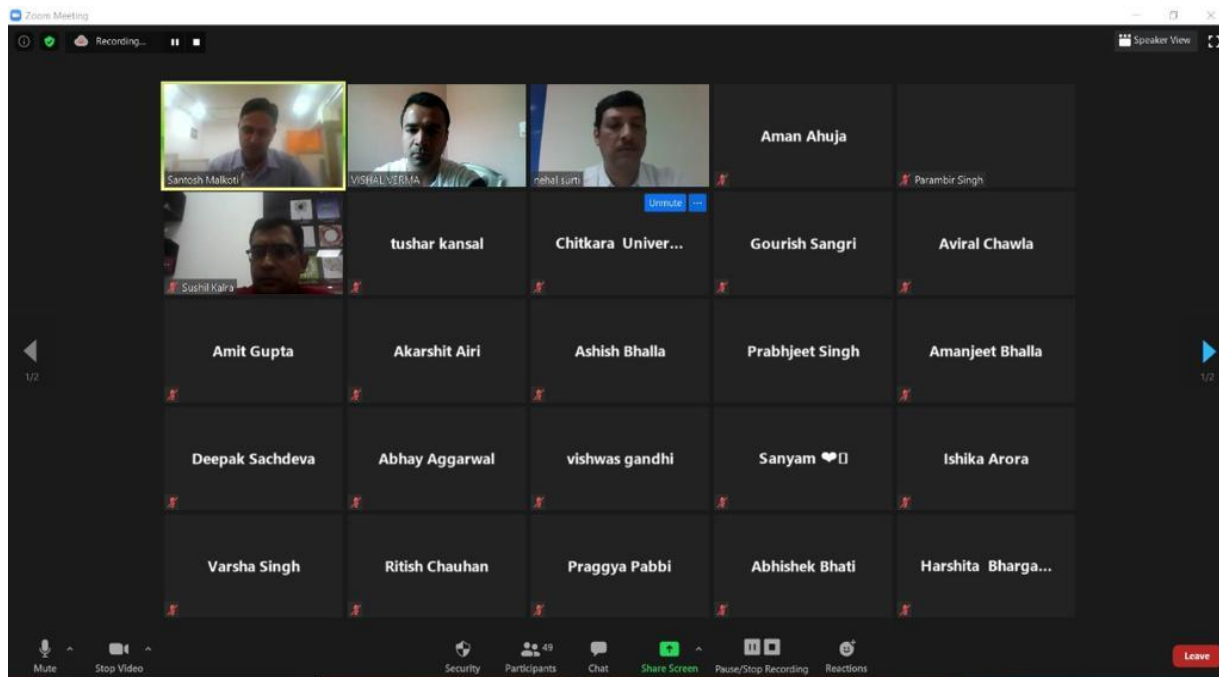 Zoom Meeting
Recording...
Speaker View
Santosh Malkoti
VISHAL VERMA
nehal surti
Aman Ahuja
Parambir Singh
Sushil Kalra
tushar kansal
Unmute ...
Chitkara Univer...
Gourish Sangri
Aviral Chawla
Amit Gupta
Akarshit Airi
Ashish Bhalla
Prabhjeet Singh
Amanjeet Bhalla
1/2
1/2
Deepak Sachdeva
Abhay Aggarwal
vishwas gandhi
Sanyam ❤▯
Ishika Arora
Varsha Singh
Ritish Chauhan
Praggya Pabbi
Abhishek Bhati
Harshita Bharga...
Mute
Stop Video
Security
49
Participants
Chat
Share Screen
Pause/Stop Recording
Reactions
Leave